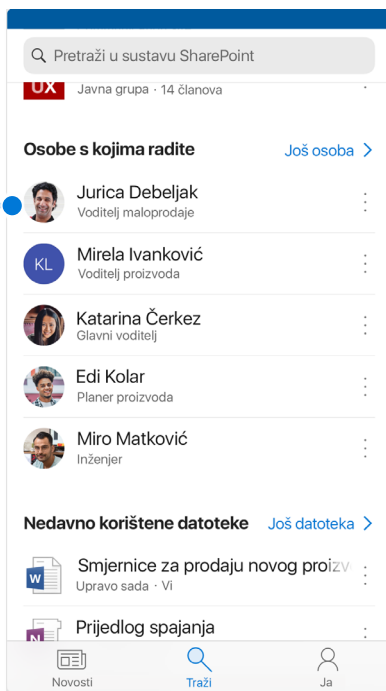 Pretraži u sustavu SharePoint
UX
Javna grupa · 14 članova
Osobe s kojima radite
Još osoba
Jurica Debeljak
Voditelj maloprodaje
KL
Mirela Ivanković
Voditelj proizvoda
Katarina Čerkez
Glavni voditelj
Edi Kolar
Planer proizvoda
Miro Matković
Inženjer
Nedavno korištene datoteke
Još datoteka
W
Smjernice za prodaju novog proizv
Upravo sada · Vi
N
Prijedlog spajanja
Novosti
Traži
Ja